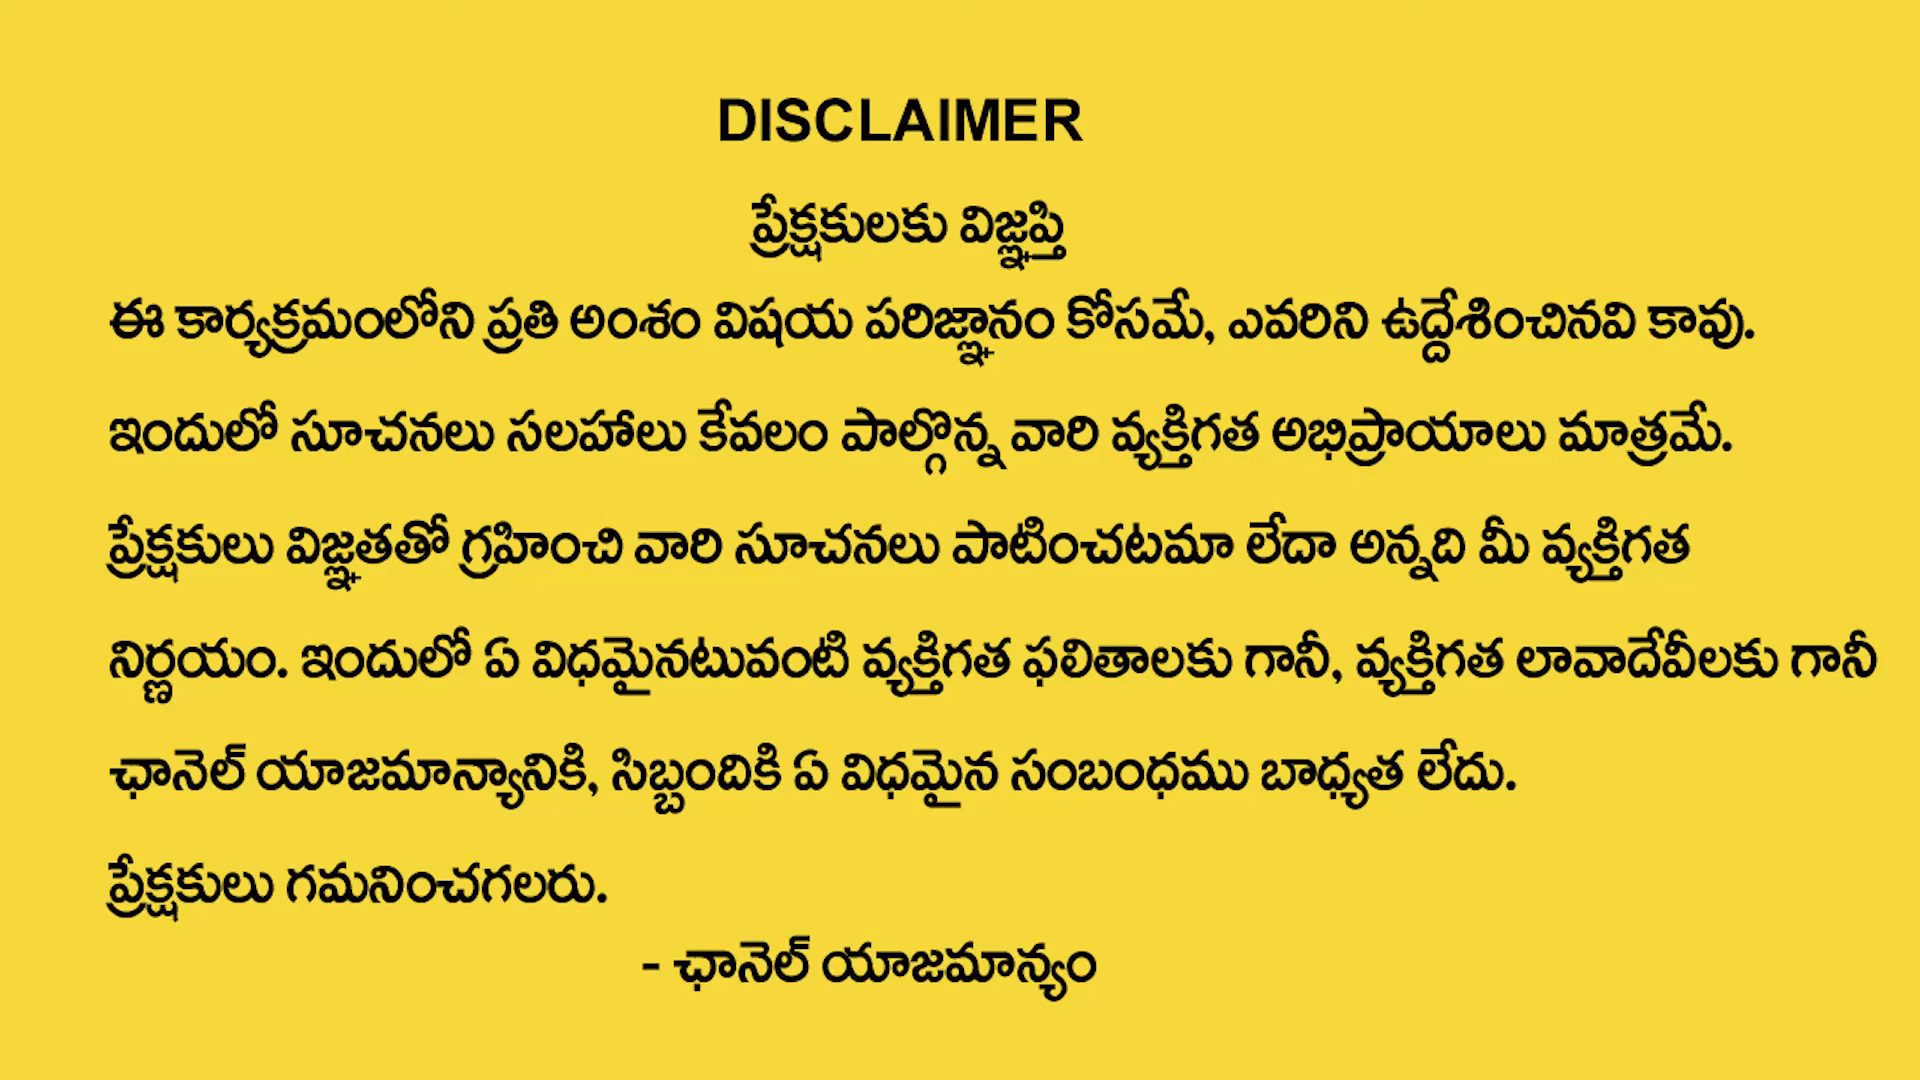 DISCLAIMER
ప్రేక్షకులకు విజ్ఞప్తి
ఈ కార్యక్రమంలోని ప్రతి అంశం విషయ పరిజ్ఞానం కోసమే, ఎవరిని ఉద్దేశించినవి కావు.
ఇందులో సూచనలు సలహాలు కేవలం పాల్గొన్న వారి వ్యక్తిగత అభిప్రాయాలు మాత్రమే.
ప్రేక్షకులు విజ్ఞతతో గ్రహించి వారి సూచనలు పాటించటమా లేదా అన్నది మీ వ్యక్తిగత
నిర్ణయం. ఇందులో ఏ విధమైనటువంటి వ్యక్తిగత ఫలితాలకు గానీ, వ్యక్తిగత లావాదేవీలకు గానీ
ఛానెల్ యాజమాన్యానికి, సిబ్బందికి ఏ విధమైన సంబంధము బాధ్యత లేదు.
ప్రేక్షకులు గమనించగలరు.
- ఛానెల్ యాజమాన్యం